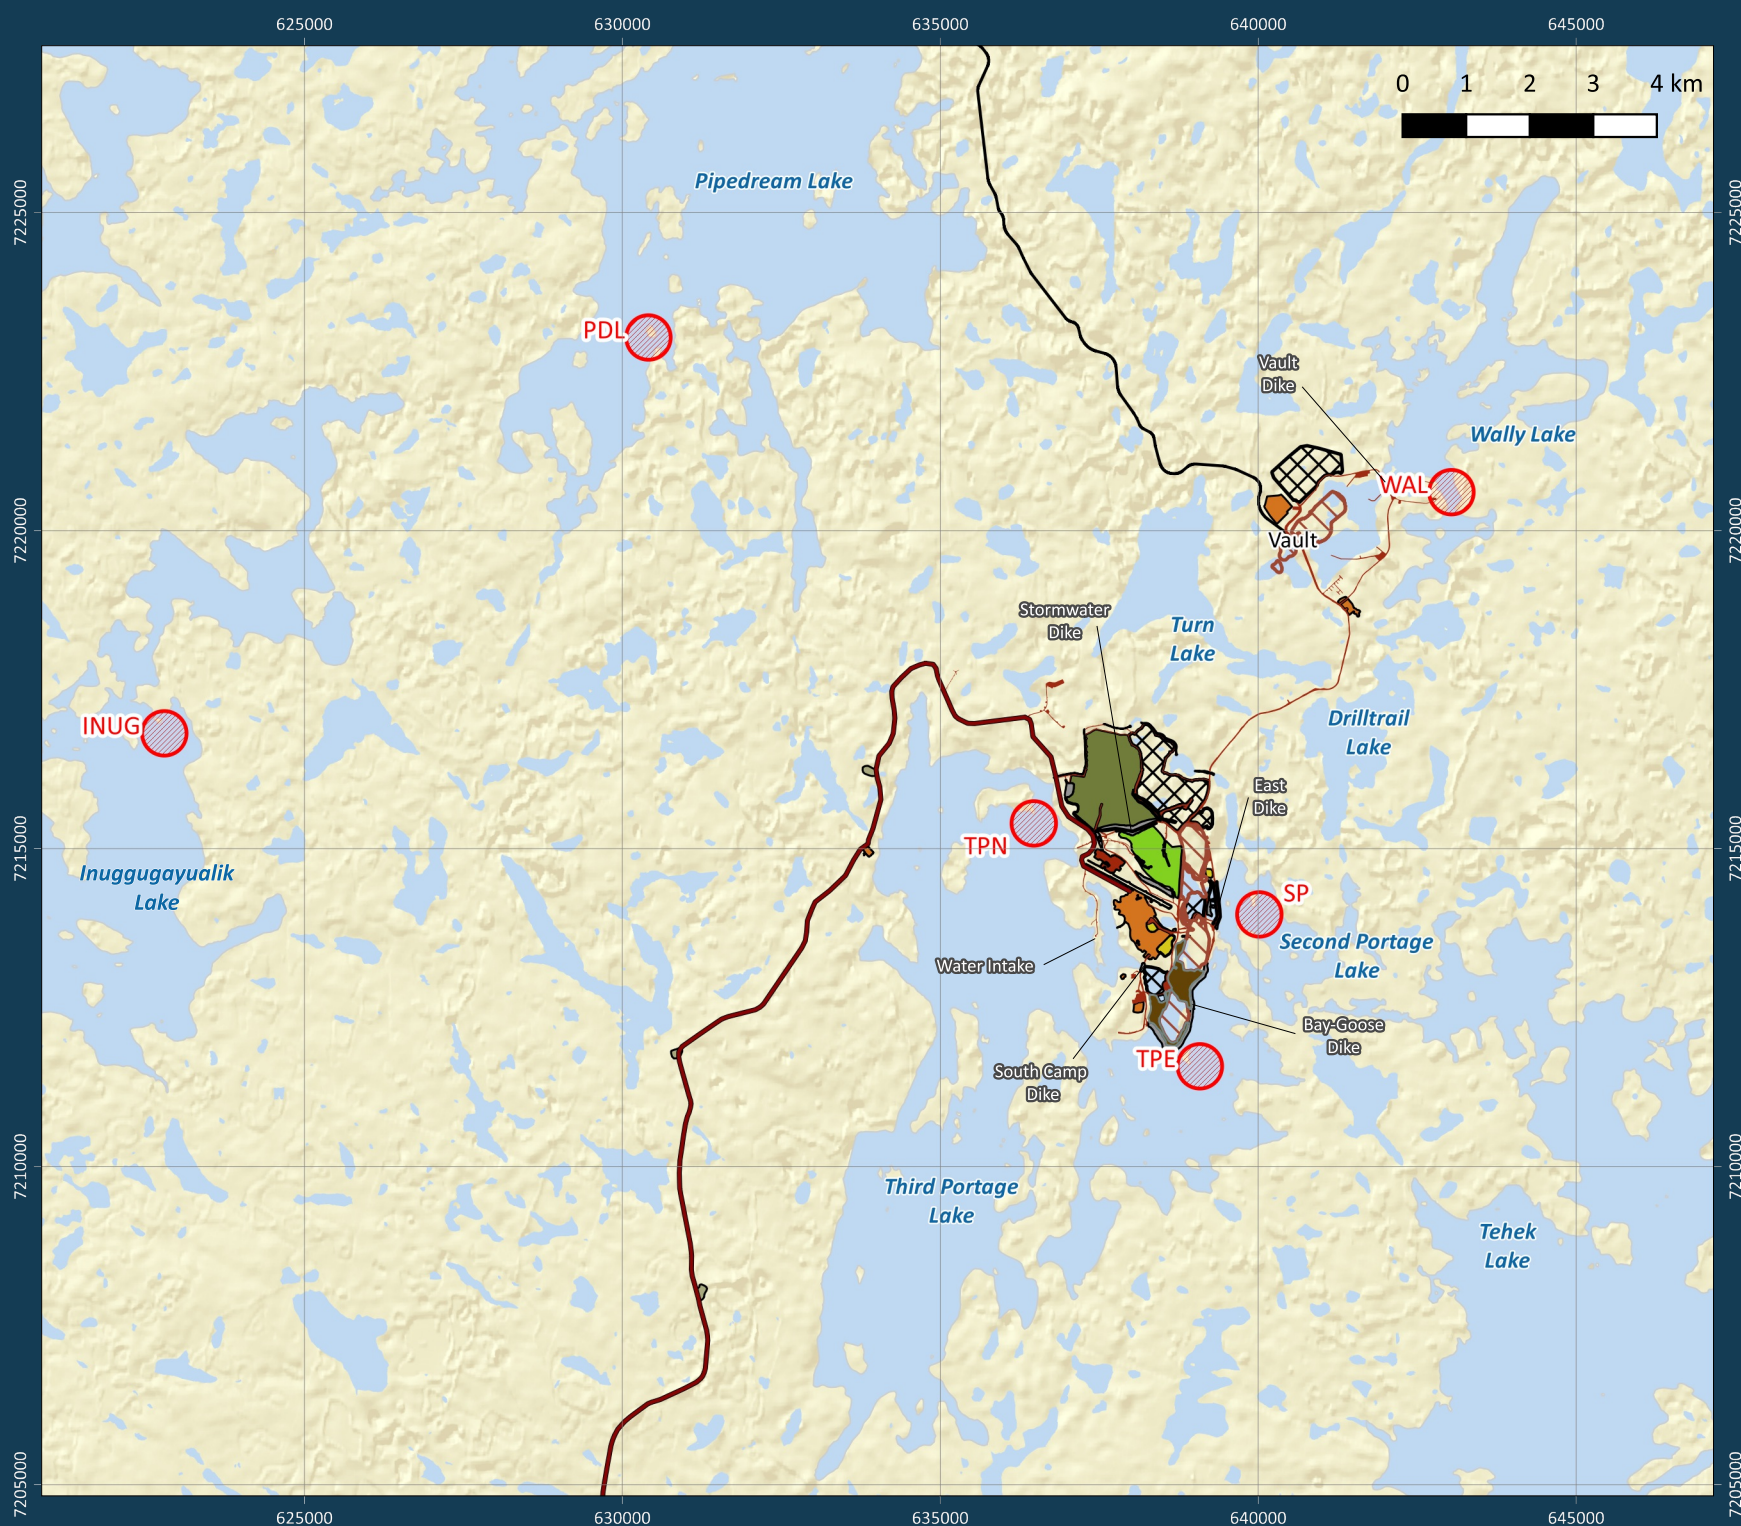 625000
630000
635000
640000
645000
0 1 2 3 4 km
Pipedream Lake
7225000
7225000
PDL
Vault
Dike
Wally Lake
WAL
7220000
7220000
Vault
Stormwater
Dike
Turn
Lake
INUG
Drilltrail
Lake
East
Dike
TPN
7215000
7215000
Inuggugayualik
Lake
SP
Second Portage
Lake
Water Intake
Bay-Goose
Dike
TPE
South Camp
Dike
7210000
7210000
Third Portage
Lake
Tehek
Lake
7205000
7205000
625000
630000
635000
640000
645000